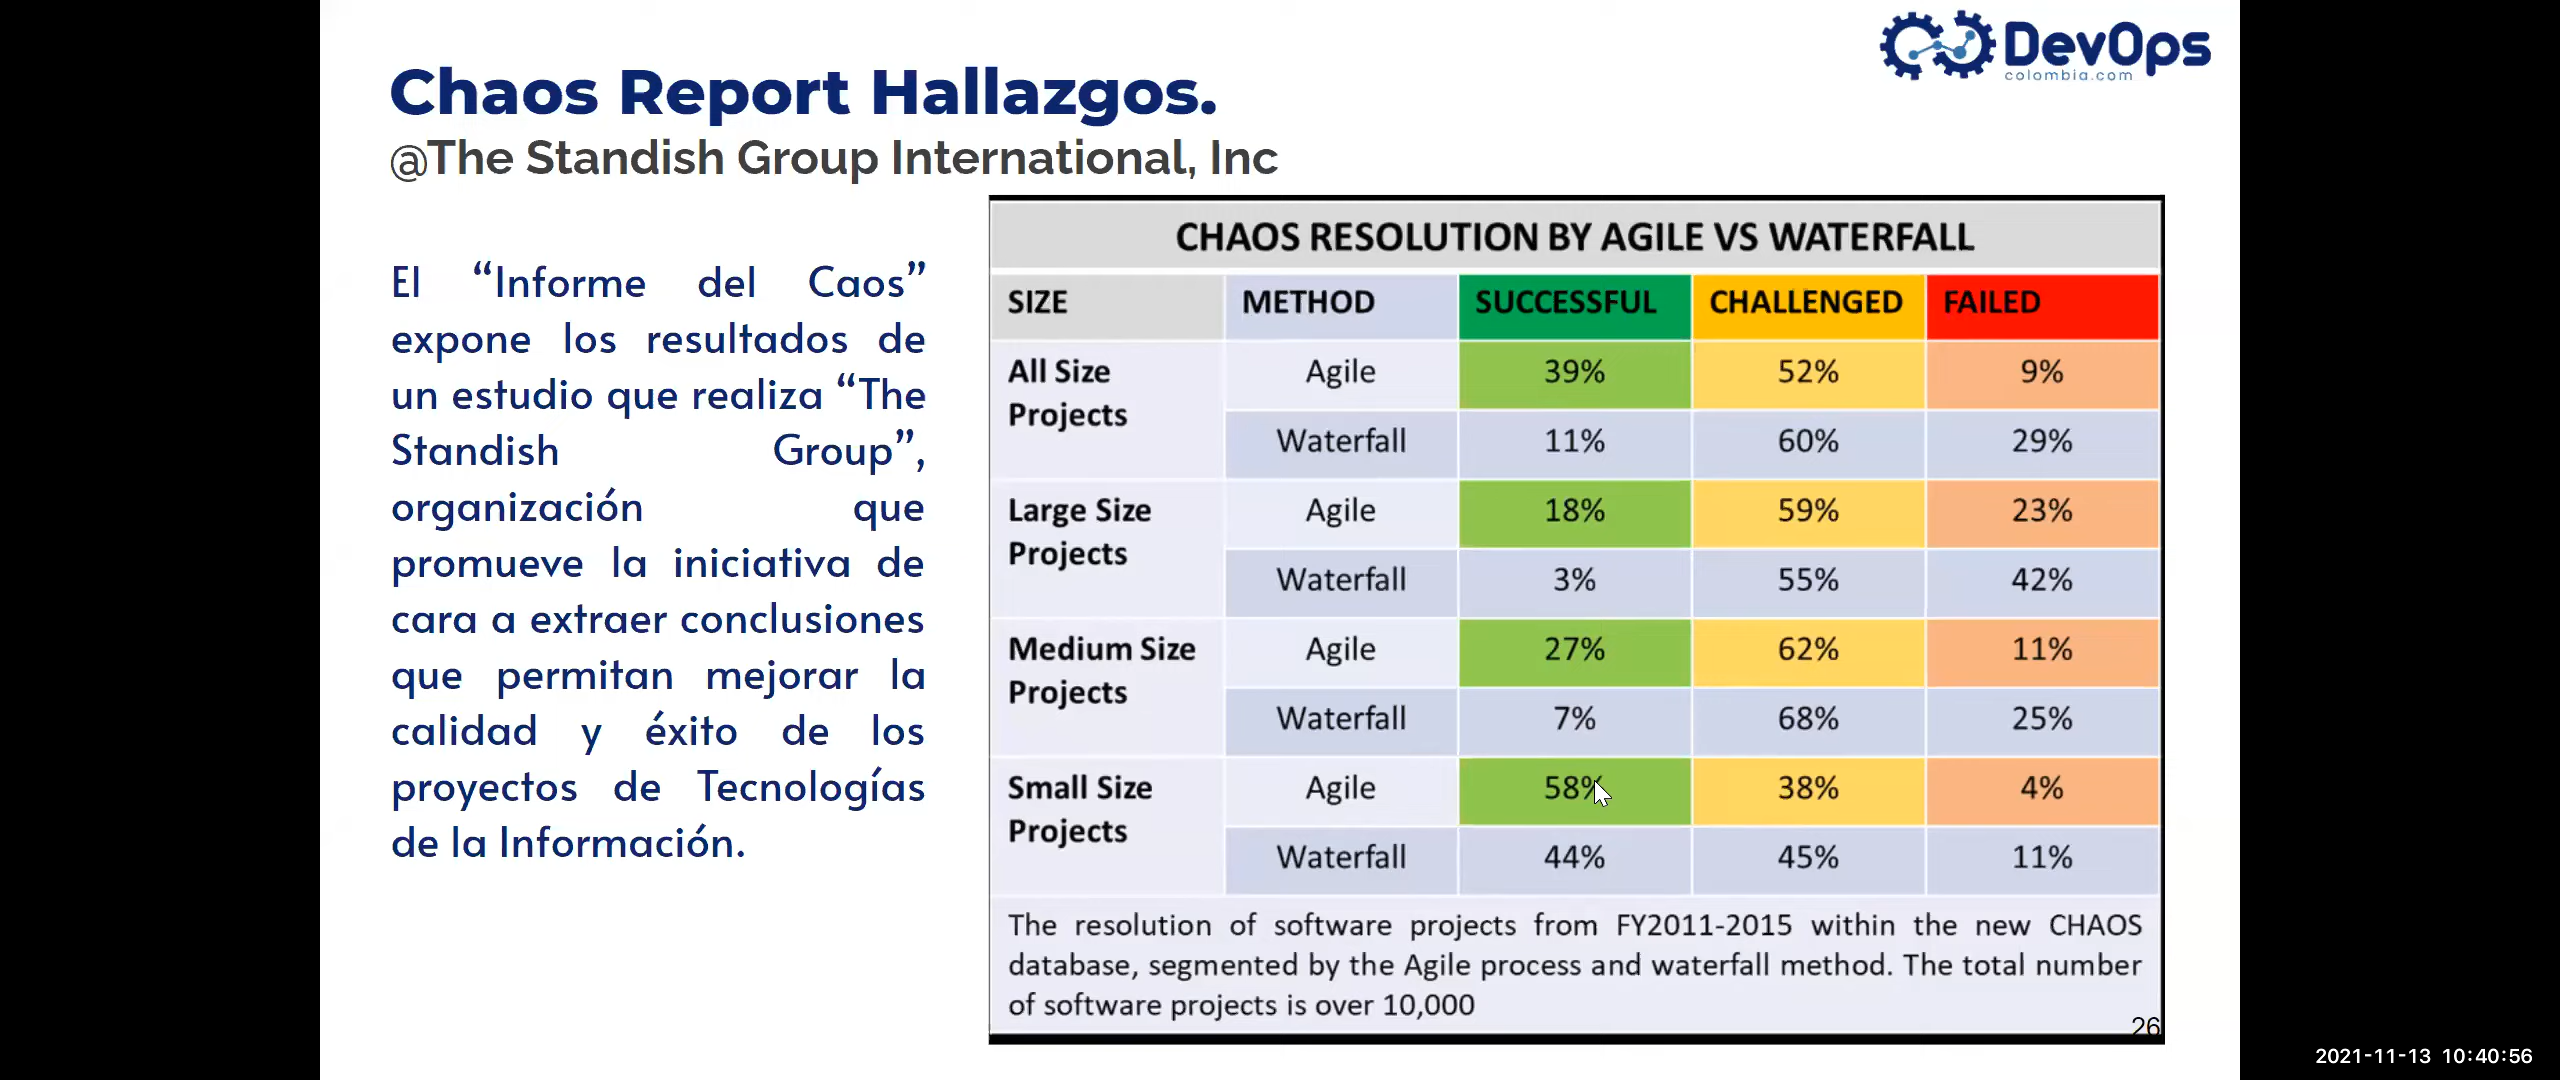 DevOps
colombia.com
Chaos Report Hallazgos.
@The Standish Group International, Inc
El “Informe del Caos”
expone los resultados de
un estudio que realiza “The
Standish Group”,
organización que
promueve la iniciativa de
cara a extraer conclusiones
que permitan mejorar la
calidad y éxito de los
proyectos de Tecnologías
de la Información.
CHAOS RESOLUTION BY AGILE VS WATERFALL
SIZE METHOD SUCCESSFUL CHALLENGED FAILED
All Size Projects Agile 39% 52% 9%
Waterfall 11% 60% 29%
Large Size Projects Agile 18% 59% 23%
Waterfall 3% 55% 42%
Medium Size Projects Agile 27% 62% 11%
Waterfall 7% 68% 25%
Small Size Projects Agile 58% 38% 4%
Waterfall 44% 45% 11%
The resolution of software projects from FY2011-2015 within the new CHAOS
database, segmented by the Agile process and waterfall method. The total number
of software projects is over 10,000
26
2021-11-13 10:40:56